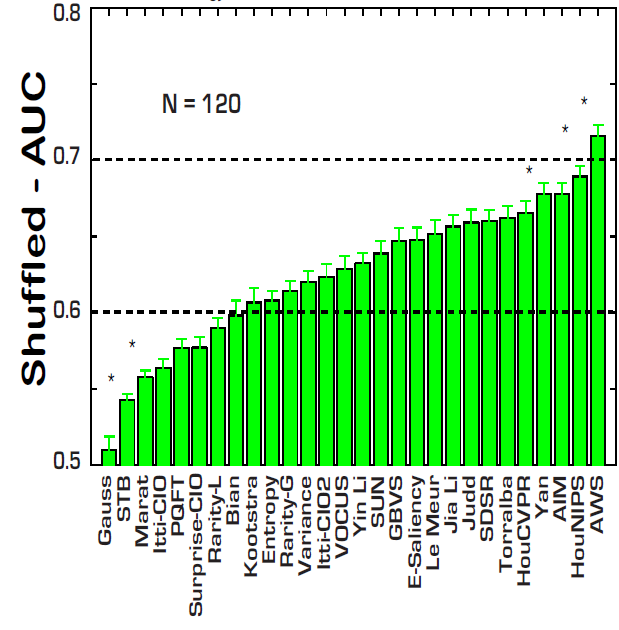 0.8
N = 120
*
*
0.7
*
*
*
0.6
0.5
Shuffled - AUC
Gauss
STB
Marat
Itti-CIO
PQFT
Surprise-CIO
Rarity-L
Bian
Kootstra
Entropy
Rarity-G
Variance
Itti-CIO2
VOCUS
Yin Li
SUN
GBVS
E-Saliency
Le Meur
Jia Li
Judd
SDSR
Torralba
HouCVPR
Yan
AIM
HouNIPS
AWS